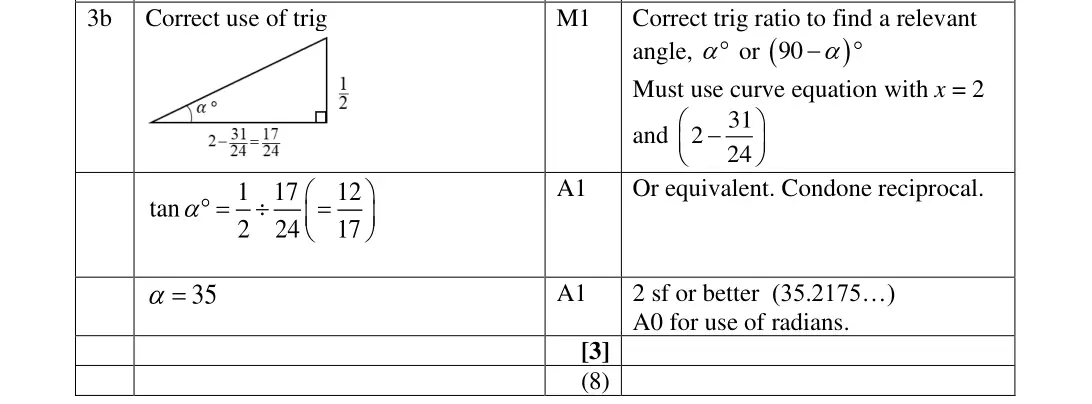 3b Correct use of trig M1 Correct trig ratio to find a relevant
angle, α° or (90 − α)°
Must use curve equation with x = 2
and (2 − 31/24)
α°
1/2
2 − 31/24 = 17/24
tan α° = 1/2 ÷ 17/24 (= 12/17) A1 Or equivalent. Condone reciprocal.
α = 35 A1 2 sf or better (35.2175…)
A0 for use of radians.
[3]
(8)